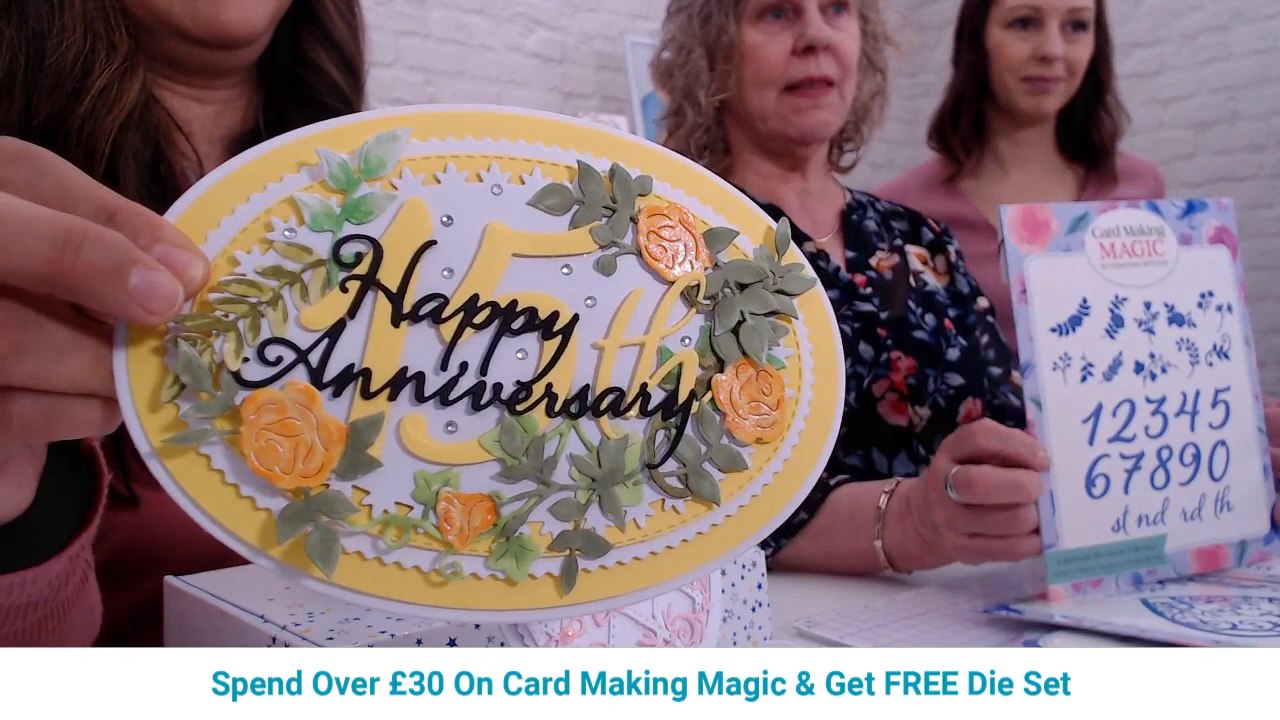 15th
Happy
Anniversary
Card Making
MAGIC
12345
67890
st nd rd th
Spend Over £30 On Card Making Magic & Get FREE Die Set